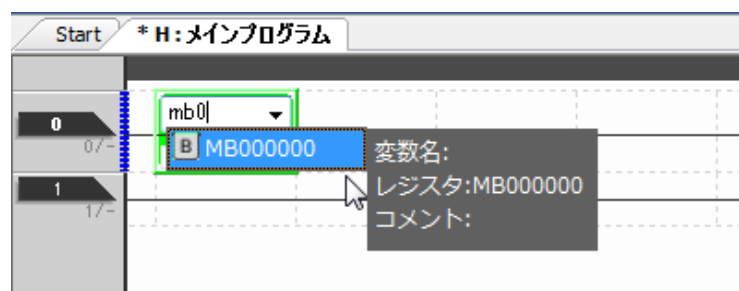 Start
* H : メインプログラム
mb0
0
0/-
B MB000000
変数名:
レジスタ:MB000000
コメント:
1
1/-